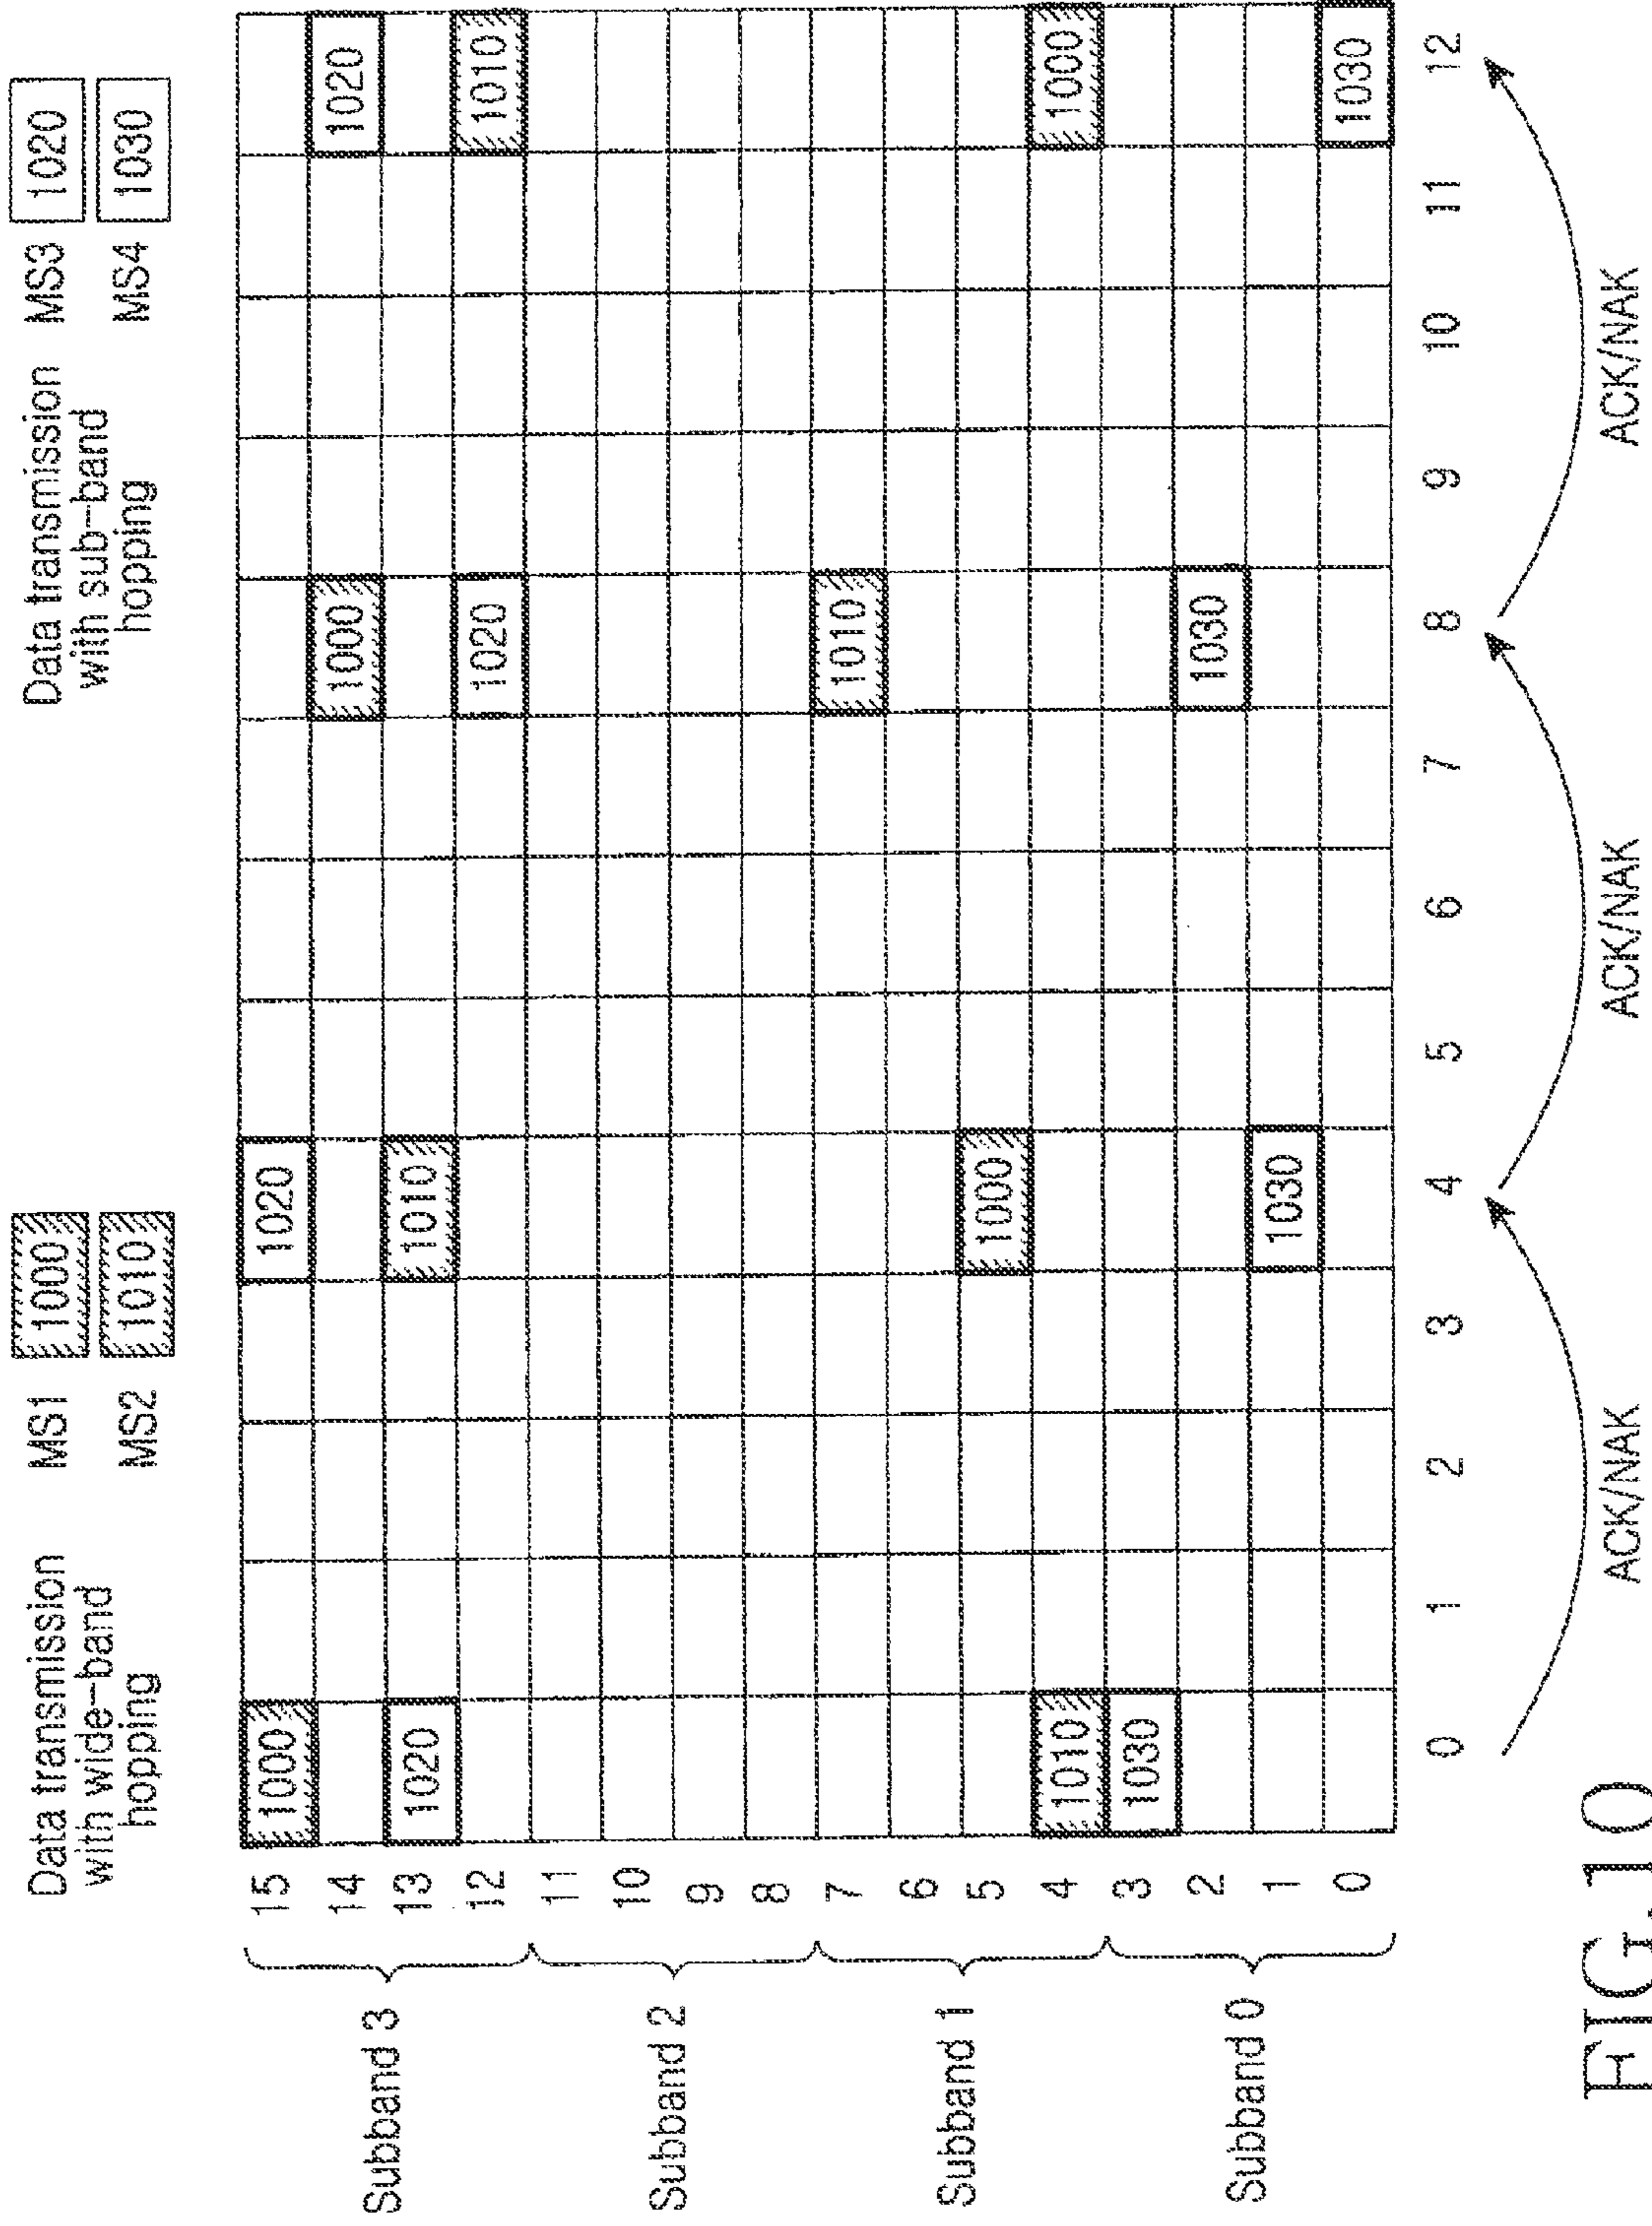 Data transmission
with wide-band
hopping
MS1 1000
MS2 1010
Data transmission
with sub-band
hopping
MS3 1020
MS4 1030
Subband 3
Subband 2
Subband 1
Subband 0
15 1000 1020
14 1000 1020
13 1020 1010
12 1020 1010
11
10
9
8
7 1010
6
5 1000
4 1010 1000
3 1030
2 1030
1 1030
0 1030
0 1 2 3 4 5 6 7 8 9 10 11 12
ACK/NAK ACK/NAK ACK/NAK
FIG.10